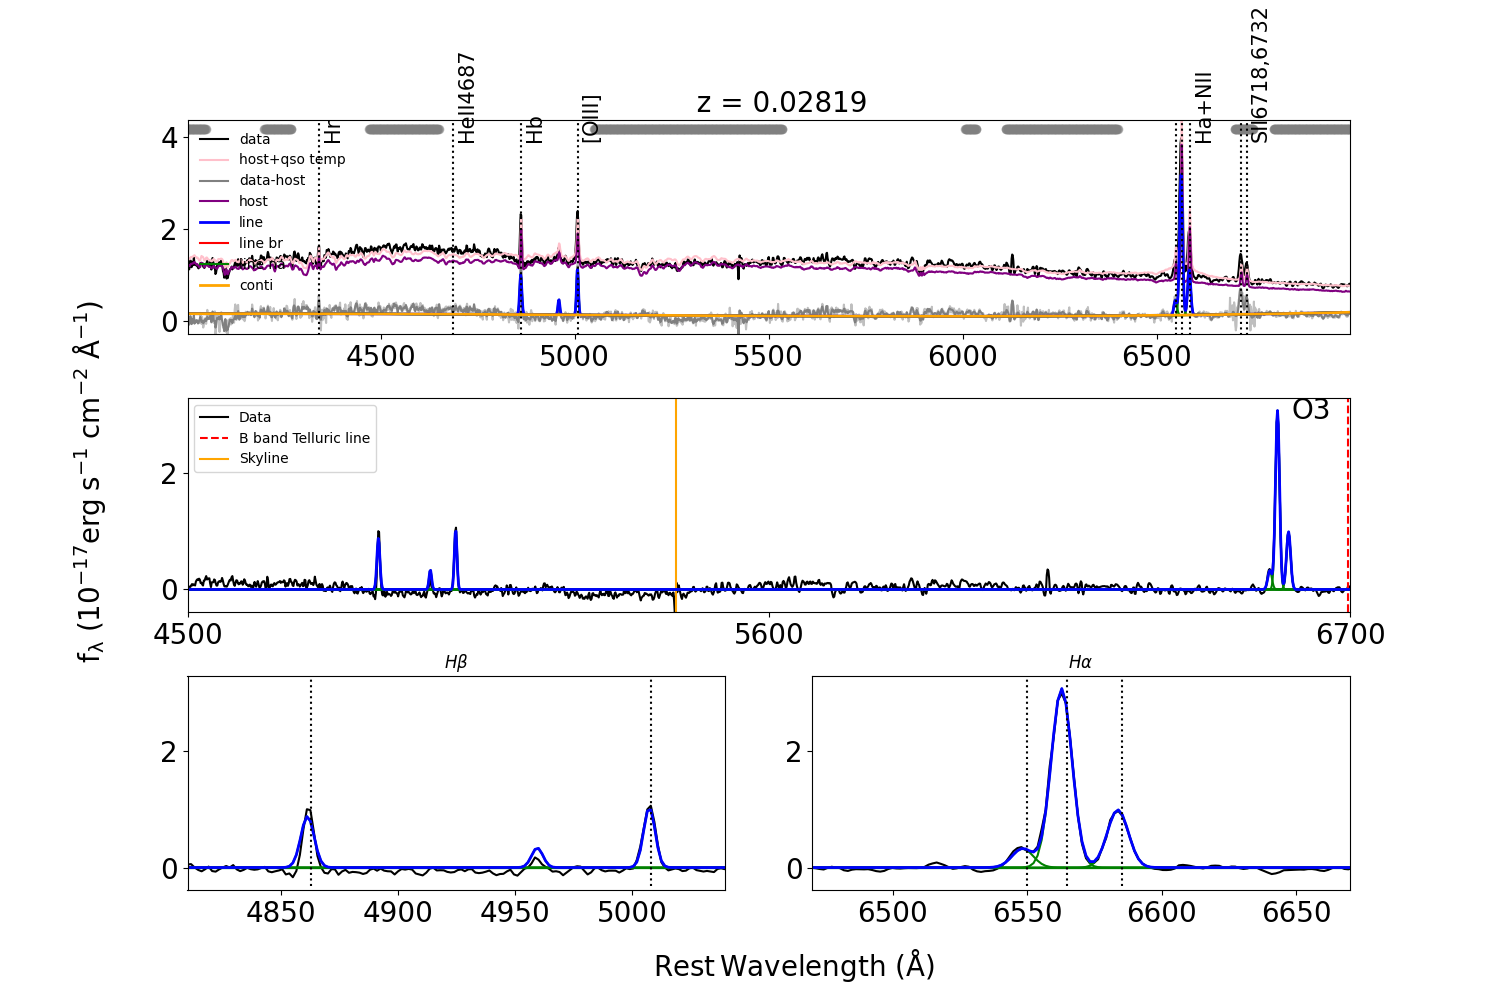 z = 0.02819
Hr
HeII4687
Hb
[OIII]
Ha+NII
SII6718,6732
data
host+qso temp
data-host
host
line
line br
conti
4
2
0
4500
5000
5500
6000
6500
Data
B band Telluric line
Skyline
O3
2
0
4500
5600
6700
fλ (10⁻¹⁷erg s⁻¹ cm⁻² Å⁻¹)
Hβ
2
0
4850
4900
4950
5000
Hα
2
0
6500
6550
6600
6650
Rest Wavelength (Å)